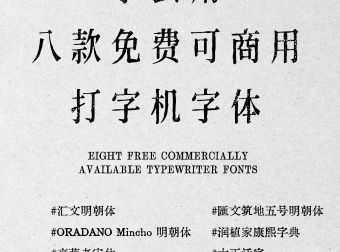 八款免费可商用
打字机字体
EIGHT FREE COMMERCIALLY
AVAILABLE TYPEWRITER FONTS
#汇文明朝体
#匯文筑地五号明朝体
#ORADANO Mincho 明朝体
#润植家康熙字典